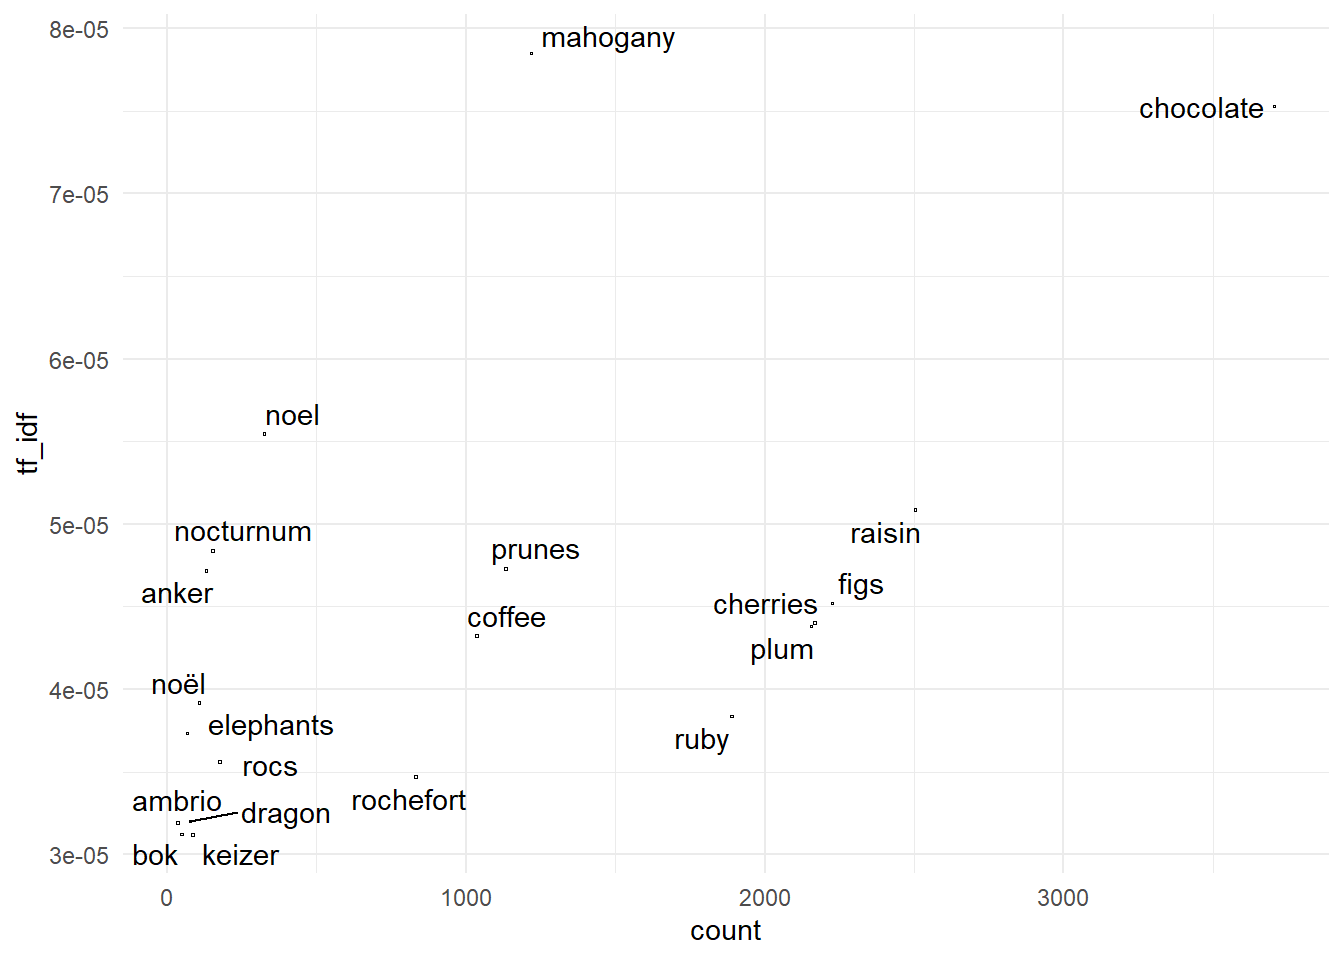 8e-05
mahogany
chocolate
7e-05
6e-05
noel
tf_idf
5e-05
nocturnum
raisin
prunes
anker
figs
cherries
coffee
plum
4e-05
noël
elephants
ruby
rocs
ambrio
rochefort
dragon
3e-05
bok
keizer
0
1000
2000
3000
count